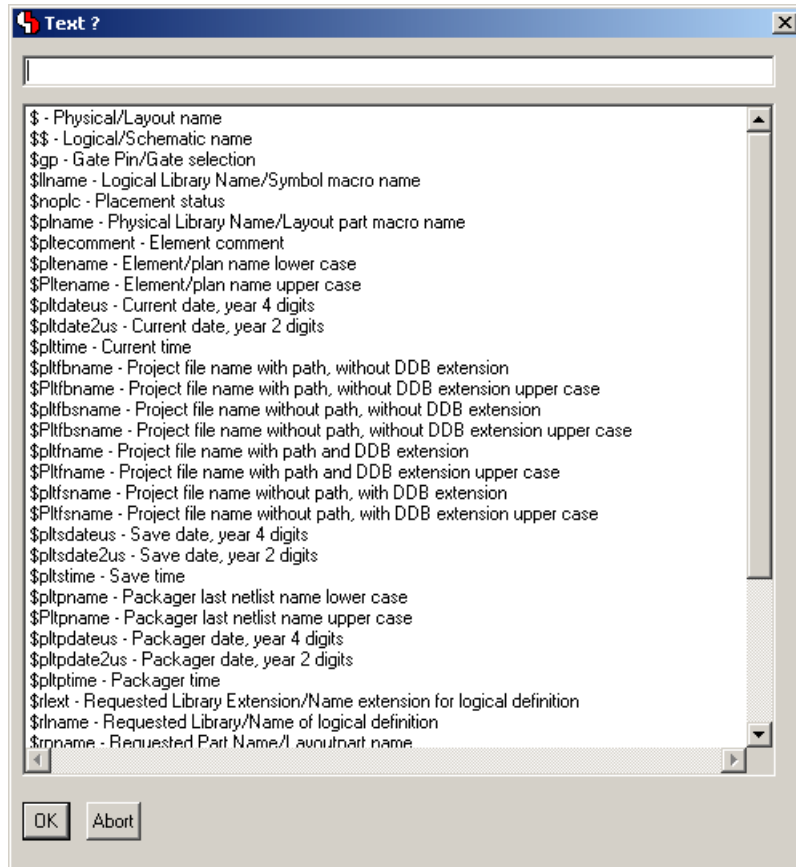 Text ?
$ - Physical/Layout name
$$ - Logical/Schematic name
$gp - Gate Pin/Gate selection
$llname - Logical Library Name/Symbol macro name
$noplc - Placement status
$plname - Physical Library Name/Layout part macro name
$pltecomment - Element comment
$pltename - Element/plan name lower case
$Pltename - Element/plan name upper case
$pltdateus - Current date, year 4 digits
$pltdate2us - Current date, year 2 digits
$plttime - Current time
$pltfbname - Project file name with path, without DDB extension
$Pltfbname - Project file name with path, without DDB extension upper case
$pltfbsname - Project file name without path, without DDB extension
$Pltfbsname - Project file name without path, without DDB extension upper case
$pltfname - Project file name with path and DDB extension
$Pltfname - Project file name with path and DDB extension upper case
$pltfsname - Project file name without path, with DDB extension
$Pltfsname - Project file name without path, with DDB extension upper case
$pltsdateus - Save date, year 4 digits
$pltsdate2us - Save date, year 2 digits
$pltstime - Save time
$pltpname - Packager last netlist name lower case
$Pltpname - Packager last netlist name upper case
$pltpdateus - Packager date, year 4 digits
$pltpdate2us - Packager date, year 2 digits
$pltptime - Packager time
$rlext - Requested Library Extension/Name extension for logical definition
$rlname - Requested Library/Name of logical definition
$rpname - Requested Part Name/Layoutpart name
OK Abort